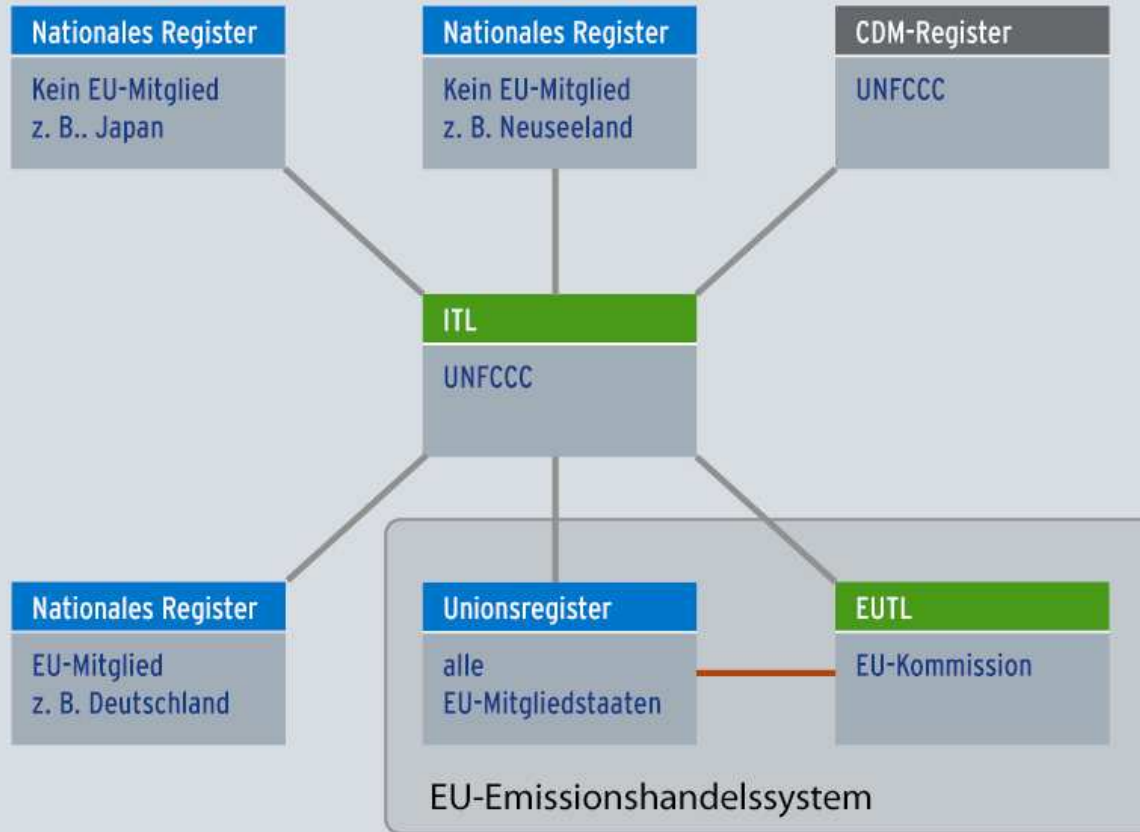 Nationales Register
Kein EU-Mitglied
z. B.. Japan
Nationales Register
Kein EU-Mitglied
z. B. Neuseeland
CDM-Register
UNFCCC
ITL
UNFCCC
Nationales Register
EU-Mitglied
z. B. Deutschland
Unionsregister
alle
EU-Mitgliedstaaten
EUTL
EU-Kommission
EU-Emissionshandelssystem